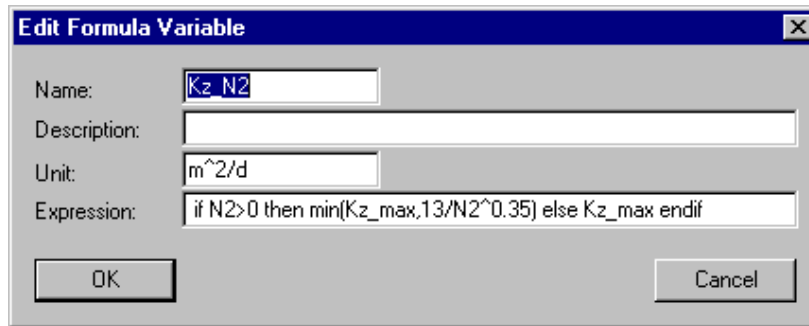 Edit Formula Variable
Name: Kz_N2
Description:
Unit: m^2/d
Expression: if N2>0 then min(Kz_max,13/N2^0.35) else Kz_max endif
OK Cancel